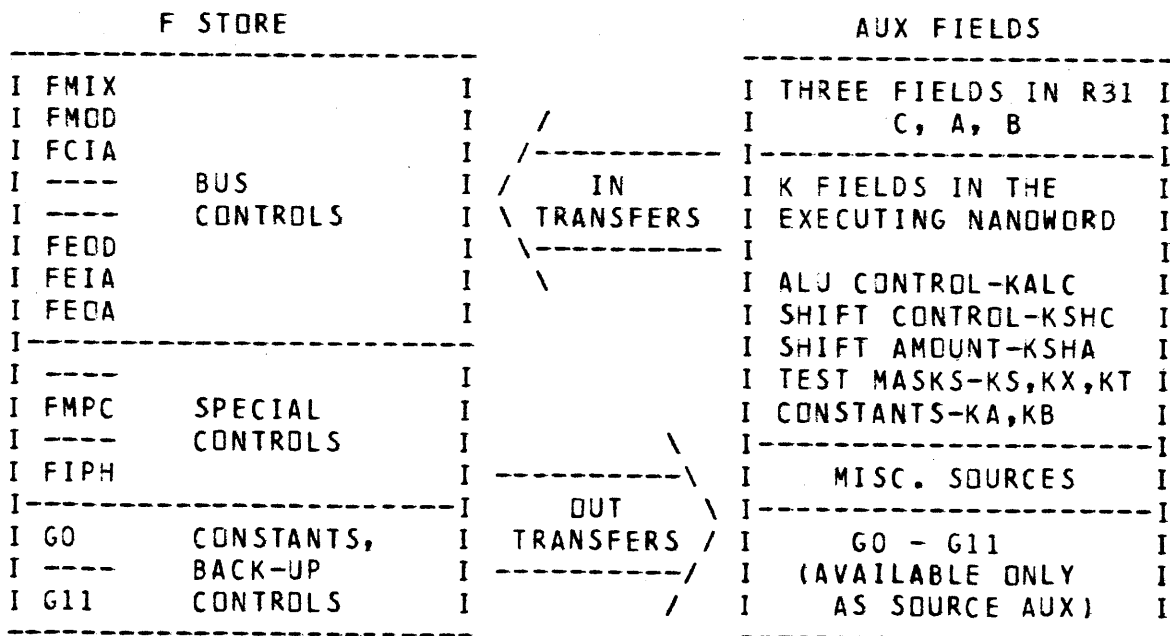 F STORE
FMIX
FMOD
FCIA
---- BUS
---- CONTROLS
FEOD
FEIA
FEOA
----
FMPC SPECIAL
---- CONTROLS
FIPH
G0 CONSTANTS,
---- BACK-UP
G11 CONTROLS
IN
TRANSFERS
OUT
TRANSFERS
AUX FIELDS
THREE FIELDS IN R31
C, A, B
K FIELDS IN THE
EXECUTING NANOWORD
ALU CONTROL-KALC
SHIFT CONTROL-KSHC
SHIFT AMOUNT-KSHA
TEST MASKS-KS,KX,KT
CONSTANTS-KA,KB
MISC. SOURCES
G0 - G11
(AVAILABLE ONLY
AS SOURCE AUX)